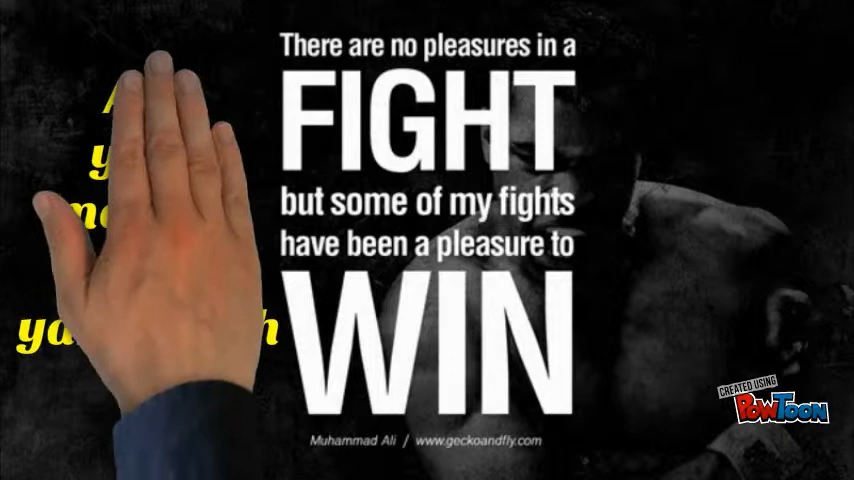 There are no pleasures in a
FIGHT
but some of my fights
have been a pleasure to
WIN
Muhammad Ali / www.geckoandfly.com
CREATED USING
POWTOON